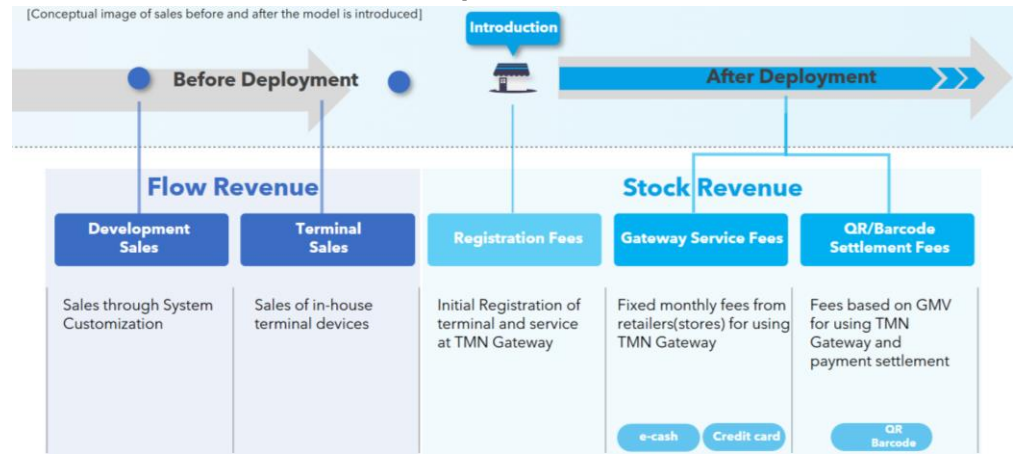 [Conceptual image of sales before and after the model is introduced]
Introduction
Before Deployment
After Deployment
Flow Revenue
Stock Revenue
Development
Sales
Terminal
Sales
Registration Fees
Gateway Service Fees
QR/Barcode
Settlement Fees
Sales through System
Customization
Sales of in-house
terminal devices
Initial Registration of
terminal and service
at TMN Gateway
Fixed monthly fees from
retailers(stores) for using
TMN Gateway
Fees based on GMV
for using TMN
Gateway and
payment settlement
e-cash
Credit card
QR
Barcode